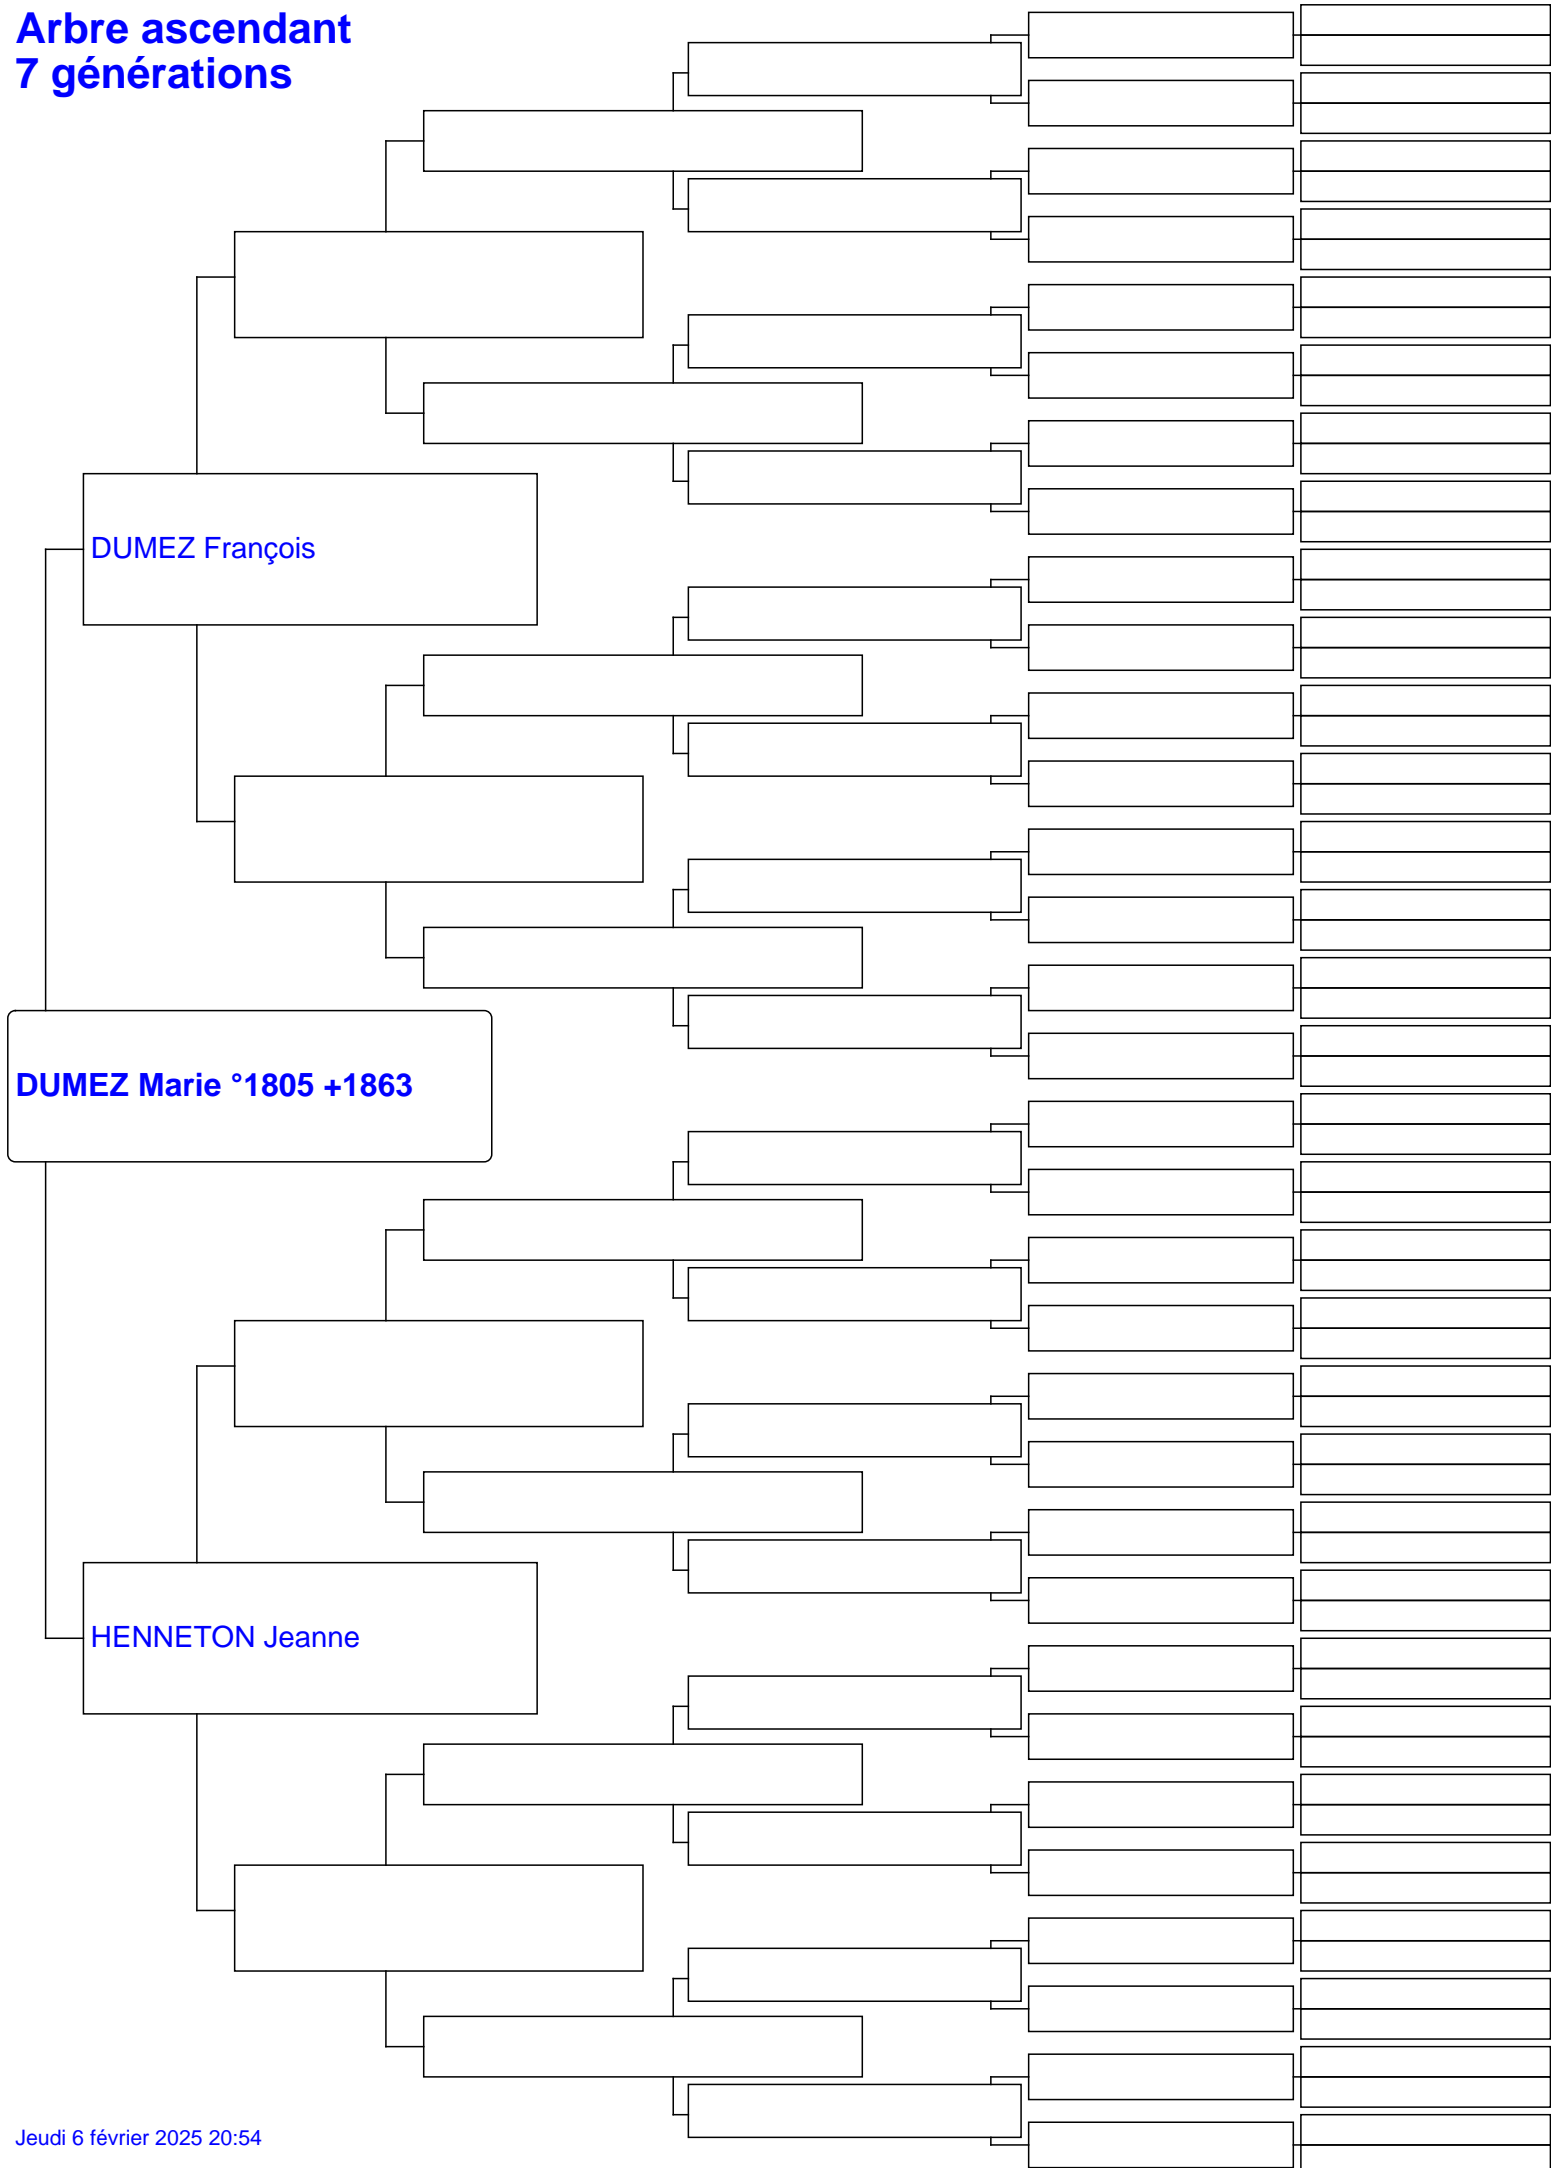 Arbre ascendant
7 générations
DUMEZ François
DUMEZ Marie °1805 +1863
HENNETON Jeanne
Jeudi 6 février 2025 20:54